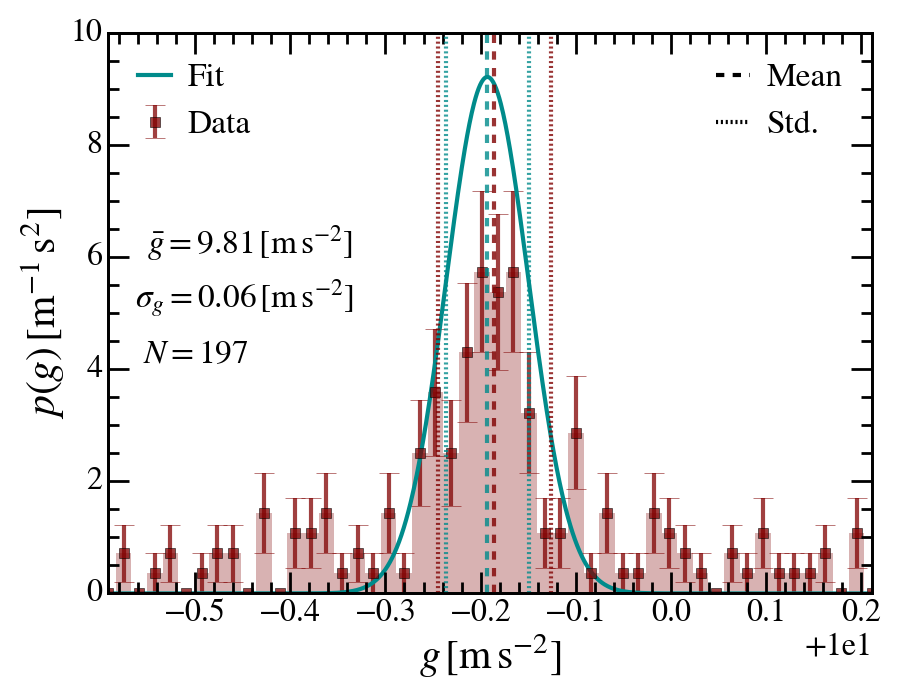 10
8
6
4
2
0
p(g) [m⁻¹ s²]
Fit
Data
Mean
Std.
ḡ = 9.81 [m s⁻²]
σ_g = 0.06 [m s⁻²]
N = 197
−0.5 −0.4 −0.3 −0.2 −0.1 0.0 0.1 0.2
+1e1
g [m s⁻²]